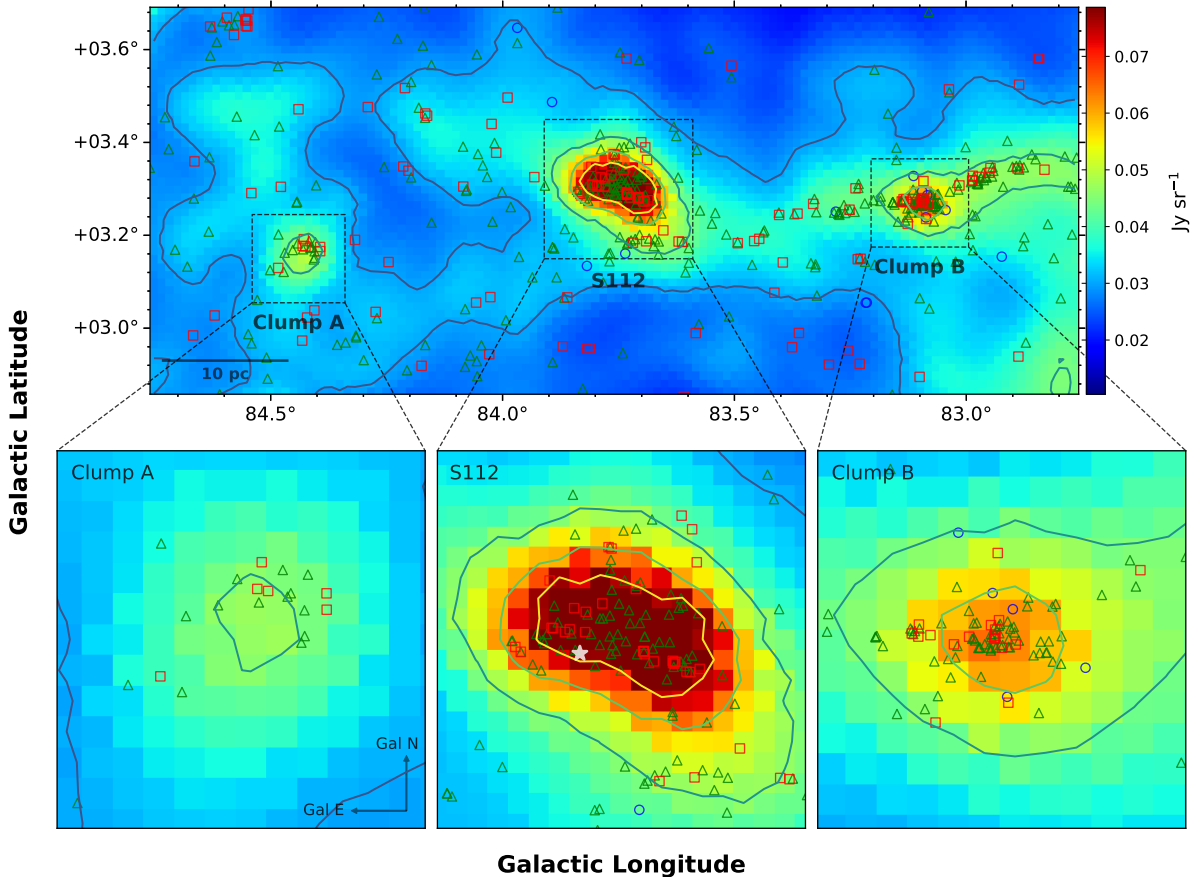 +03.6°
+03.4°
+03.2°
+03.0°
Clump A
S112
Clump B
10 pc
84.5°
84.0°
83.5°
83.0°
0.07
0.06
0.05
0.04
0.03
0.02
Jy sr⁻¹
Galactic Latitude
Clump A
Gal N
Gal E
S112
Clump B
Galactic Longitude